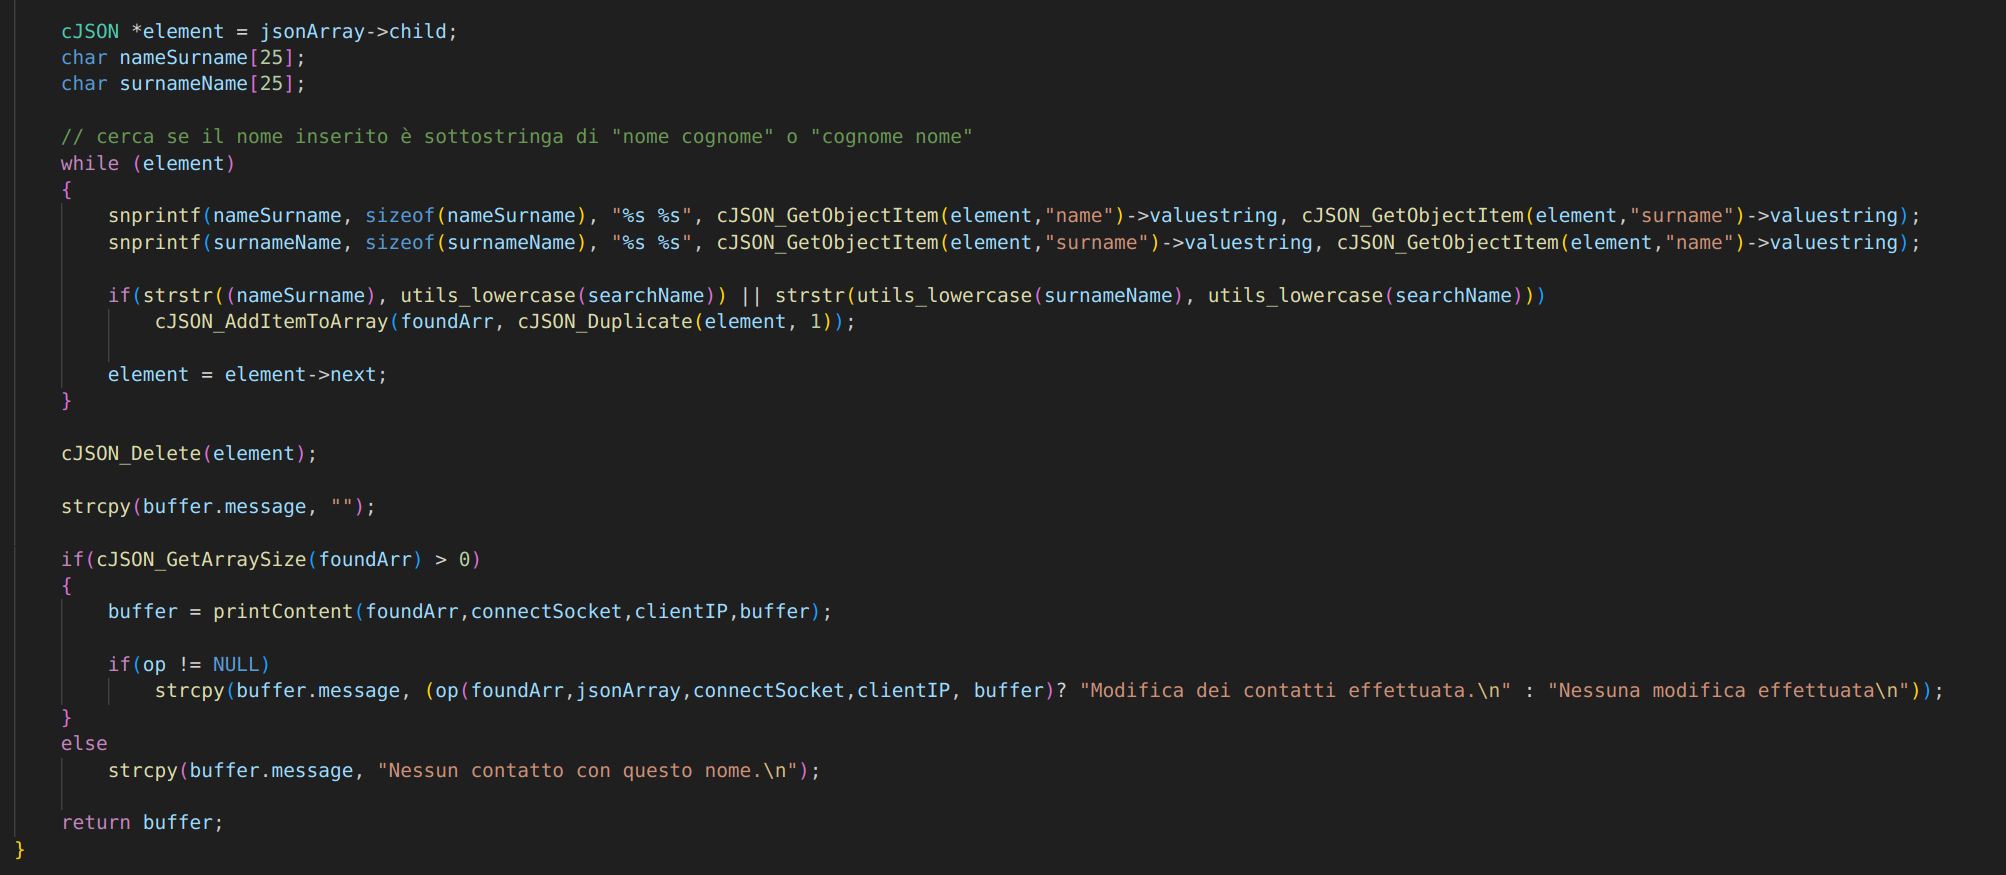 cJSON *element = jsonArray->child;
char nameSurname[25];
char surnameName[25];
// cerca se il nome inserito è sottostringa di "nome cognome" o "cognome nome"
while (element)
{
snprintf(nameSurname, sizeof(nameSurname), "%s %s", cJSON_GetObjectItem(element,"name")->valuestring, cJSON_GetObjectItem(element,"surname")->valuestring);
snprintf(surnameName, sizeof(surnameName), "%s %s", cJSON_GetObjectItem(element,"surname")->valuestring, cJSON_GetObjectItem(element,"name")->valuestring);
if(strstr((nameSurname), utils_lowercase(searchName)) || strstr(utils_lowercase(surnameName), utils_lowercase(searchName)))
cJSON_AddItemToArray(foundArr, cJSON_Duplicate(element, 1));
element = element->next;
}
cJSON_Delete(element);
strcpy(buffer.message, "");
if(cJSON_GetArraySize(foundArr) > 0)
{
buffer = printContent(foundArr,connectSocket,clientIP,buffer);
if(op != NULL)
strcpy(buffer.message, (op(foundArr,jsonArray,connectSocket,clientIP, buffer)? "Modifica dei contatti effettuata.\n" : "Nessuna modifica effettuata\n"));
}
else
strcpy(buffer.message, "Nessun contatto con questo nome.\n");
return buffer;
}